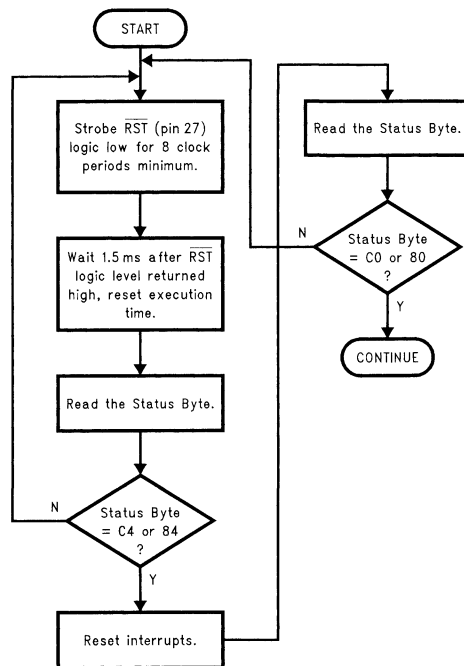 START
Strobe RST (pin 27)
logic low for 8 clock
periods minimum.
Wait 1.5 ms after RST
logic level returned
high, reset execution
time.
Read the Status Byte.
N
Status Byte
= C4 or 84
?
Y
Reset interrupts.
Read the Status Byte.
N
Status Byte
= C0 or 80
?
Y
CONTINUE